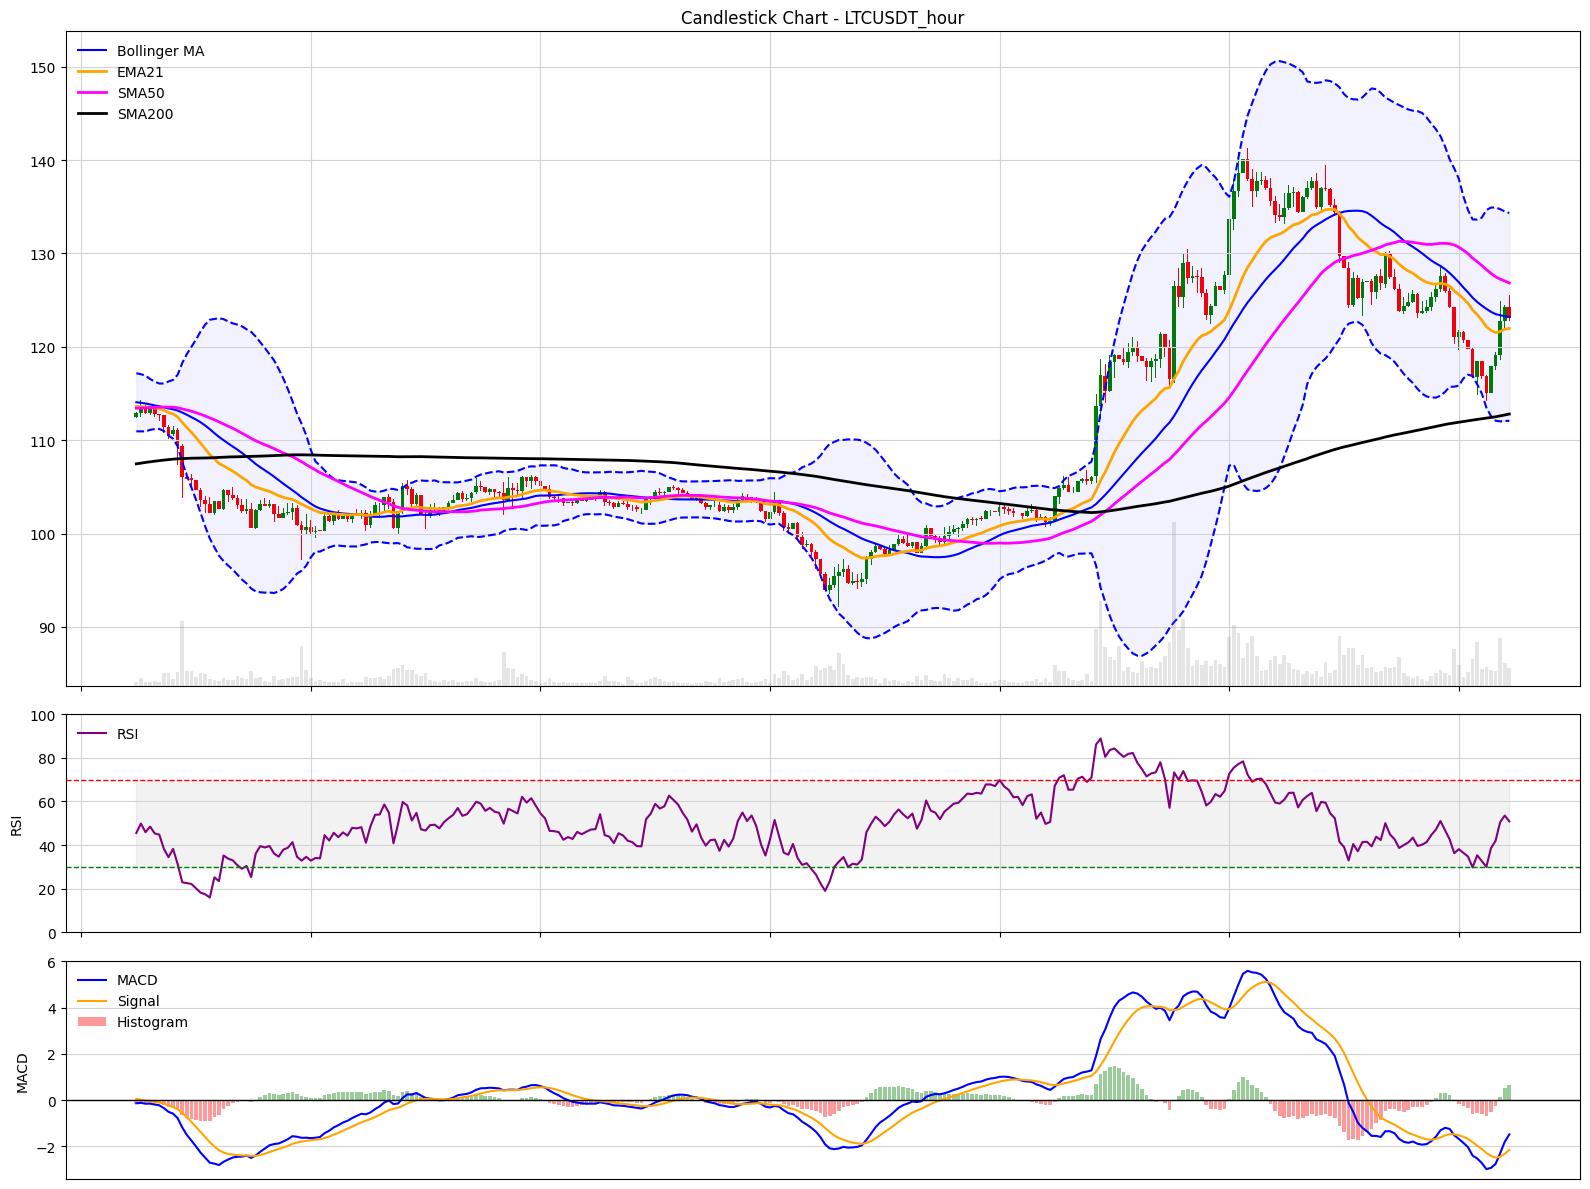 Candlestick Chart - LTCUSDT_hour
Bollinger MA
EMA21
SMA50
SMA200
150
140
130
120
110
100
90
RSI
100
80
60
40
20
0
RSI
MACD
Signal
Histogram
6
4
2
0
−2
MACD